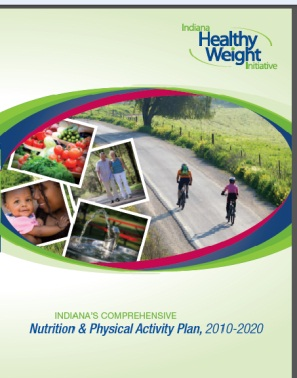 Indiana
Healthy
Weight
Initiative
INDIANA'S COMPREHENSIVE
Nutrition & Physical Activity Plan, 2010-2020